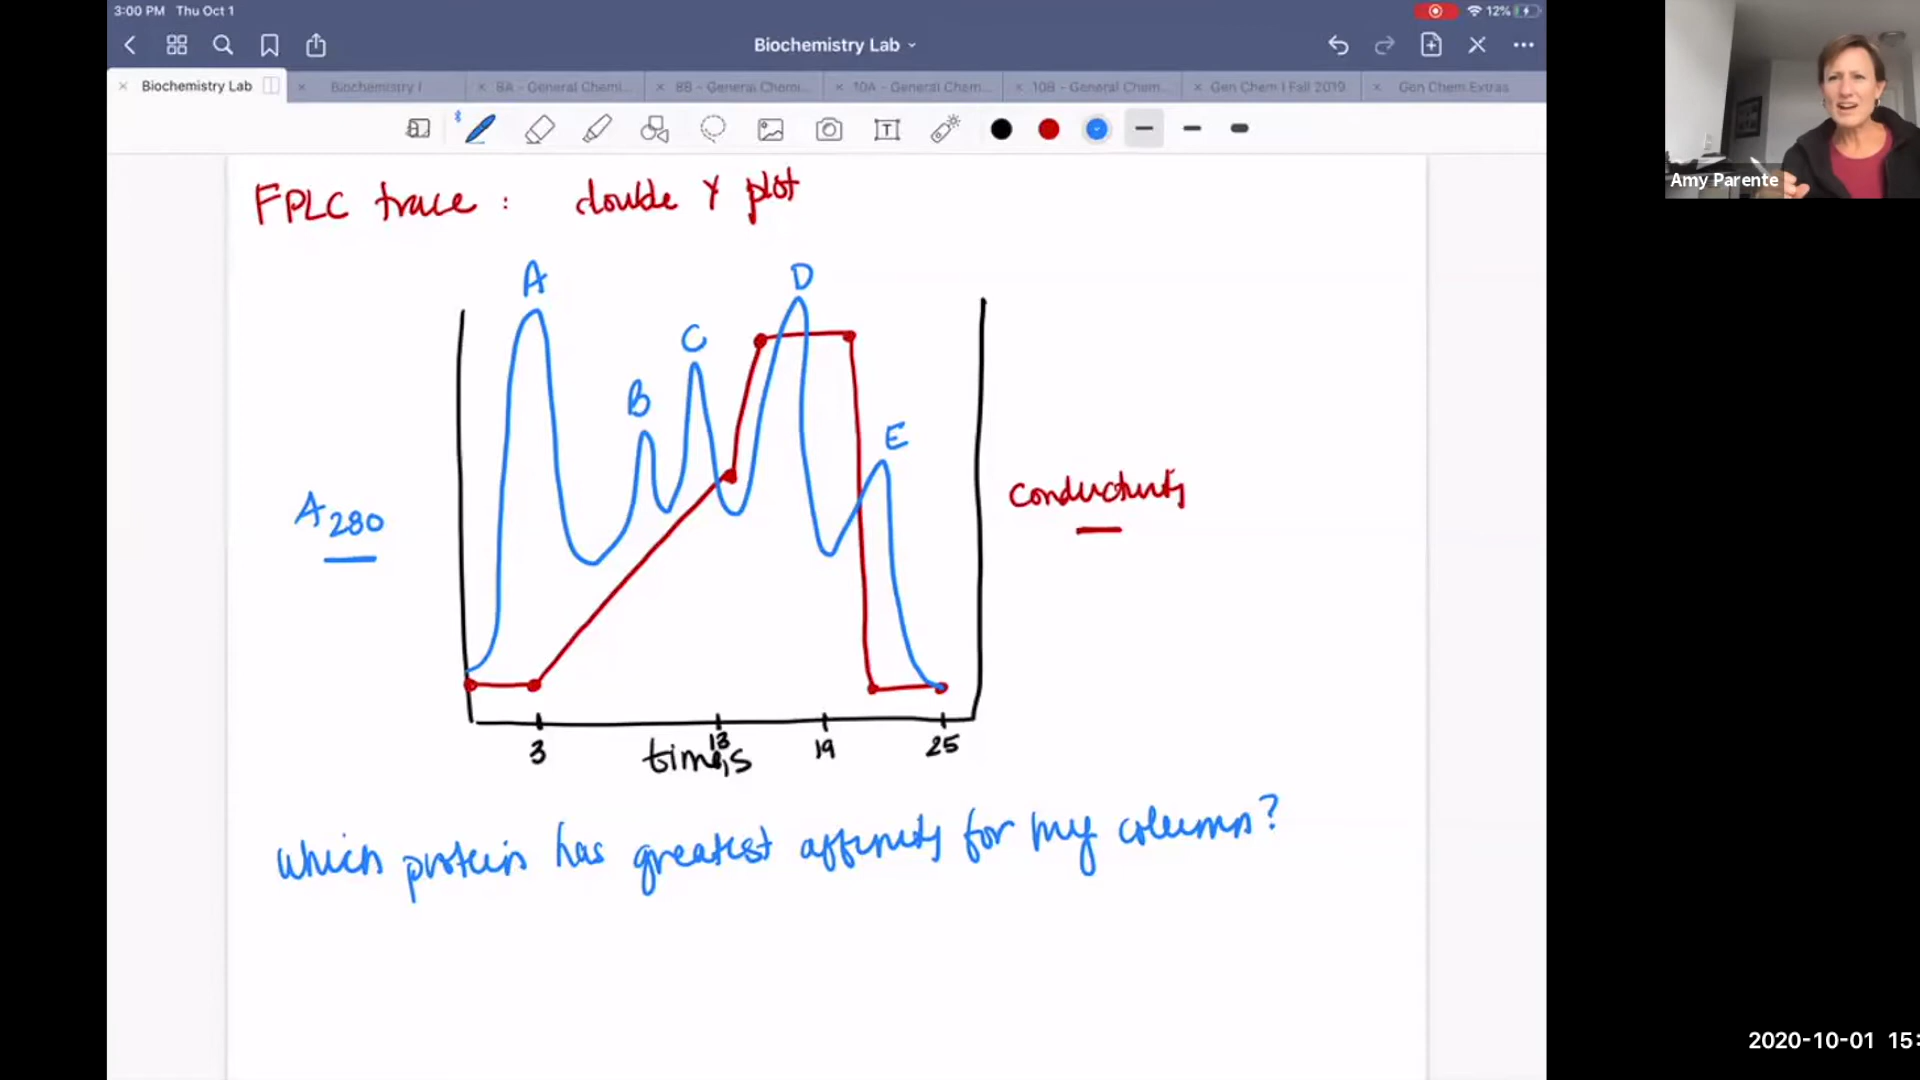 3:00 PM Thu Oct 1
12%
Biochemistry Lab
Biochemistry Lab
Biochemistry I
8A - General Chemi...
8B - General Chemi...
10A - General Chem...
10B - General Chem...
Gen Chem I Fall 2019
Gen Chem Extras
T
Amy Parente
FPLC trace : double Y plot
A
D
C
B
E
A280
conductivity
3
13
19
25
time, s
which protein has greatest affinity for my column?
2020-10-01 15: